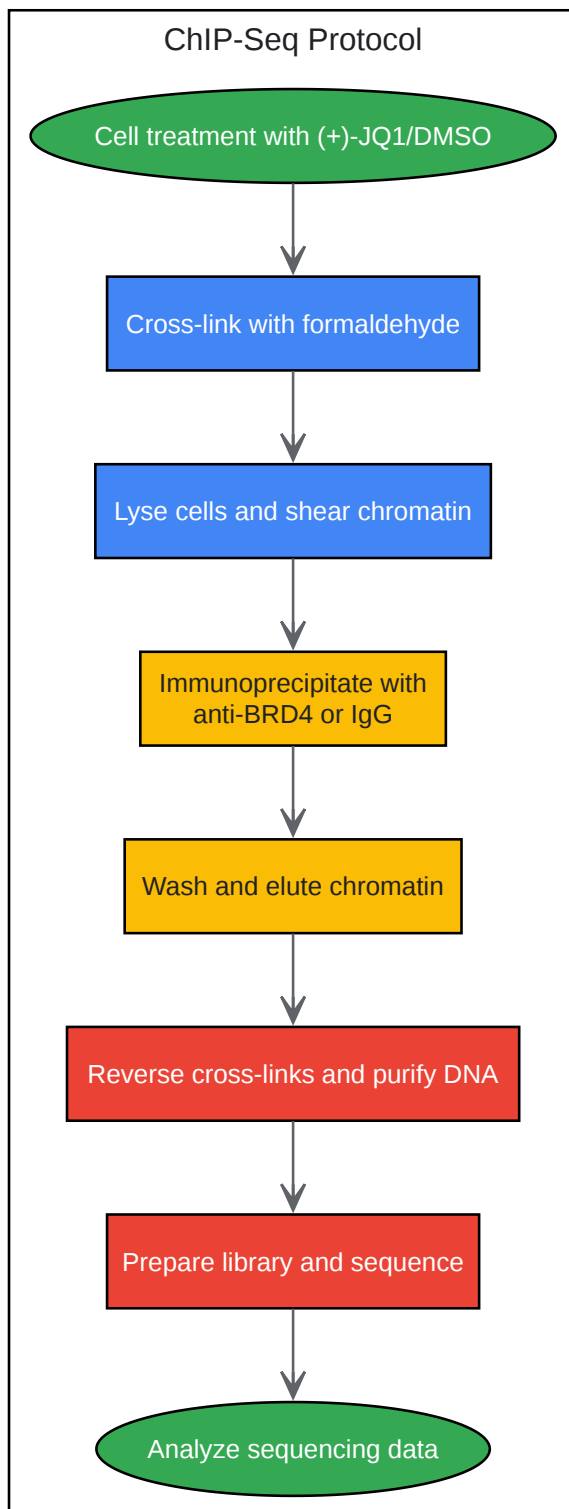 ChIP-Seq Protocol
Cell treatment with (+)-JQ1/DMSO
Cross-link with formaldehyde
Lyse cells and shear chromatin
Immunoprecipitate with
anti-BRD4 or IgG
Wash and elute chromatin
Reverse cross-links and purify DNA
Prepare library and sequence
Analyze sequencing data